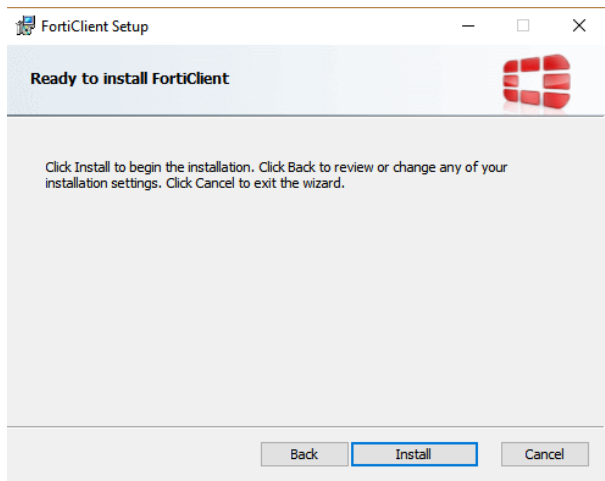 FortiClient Setup
Ready to install FortiClient
Click Install to begin the installation. Click Back to review or change any of your
installation settings. Click Cancel to exit the wizard.
Back Install Cancel